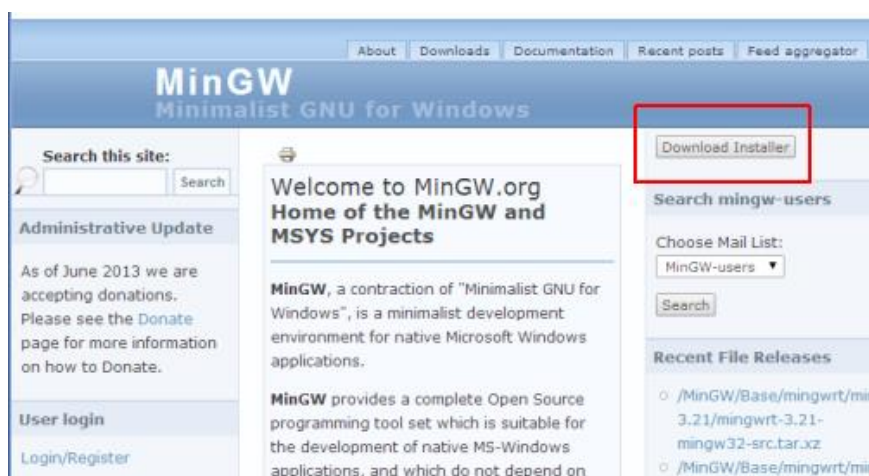 About
Downloads
Documentation
Recent posts
Feed aggregator
MinGW
Minimalist GNU for Windows
Search this site:
Search
Administrative Update
As of June 2013 we are
accepting donations.
Please see the Donate
page for more information
on how to Donate.
User login
Login/Register
Welcome to MinGW.org
Home of the MinGW and
MSYS Projects
MinGW, a contraction of "Minimalist GNU for
Windows", is a minimalist development
environment for native Microsoft Windows
applications.
MinGW provides a complete Open Source
programming tool set which is suitable for
the development of native MS-Windows
applications, and which do not depend on
Download Installer
Search mingw-users
Choose Mail List:
MinGW-users
Search
Recent File Releases
/MinGW/Base/mingwrt/
3.21/mingwrt-3.21-
mingw32-src.tar.xz
/MinGW/Base/mingwrt/